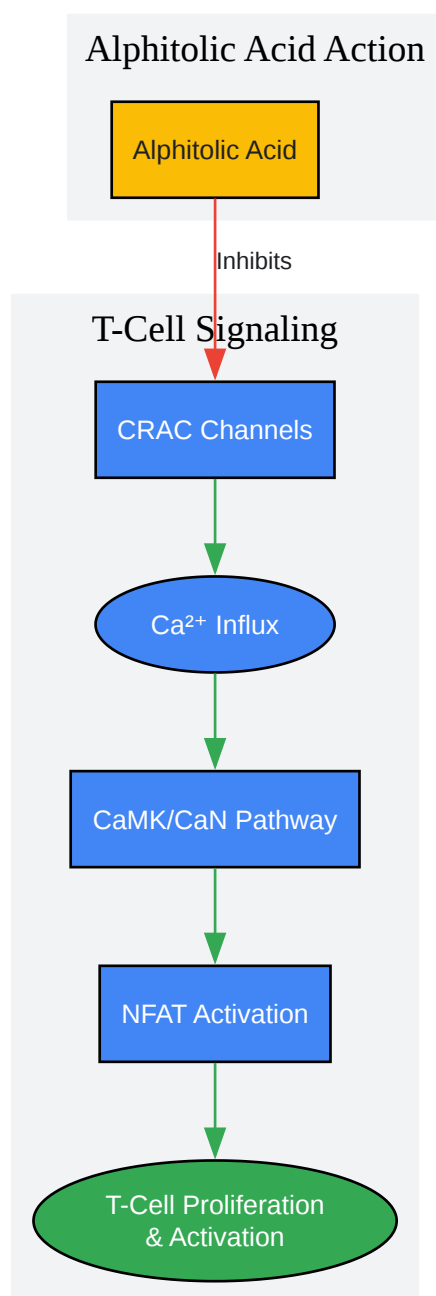 Alphitolic Acid Action
Alphitolic Acid
Inhibits
T-Cell Signaling
CRAC Channels
Ca²⁺ Influx
CaMK/CaN Pathway
NFAT Activation
T-Cell Proliferation
& Activation